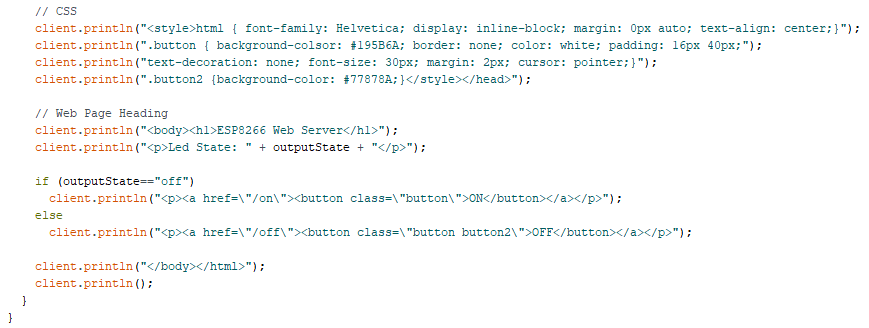 // CSS
client.println("<style>html { font-family: Helvetica; display: inline-block; margin: 0px auto; text-align: center;}");
client.println(".button { background-colsor: #195B6A; border: none; color: white; padding: 16px 40px;");
client.println("text-decoration: none; font-size: 30px; margin: 2px; cursor: pointer;}");
client.println(".button2 {background-color: #77878A;}</style></head>");
// Web Page Heading
client.println("<body><h1>ESP8266 Web Server</h1>");
client.println("<p>Led State: " + outputState + "</p>");
if (outputState=="off")
client.println("<p><a href=\"/on\"><button class=\"button\">ON</button></a></p>");
else
client.println("<p><a href=\"/off\"><button class=\"button button2\">OFF</button></a></p>");
client.println("</body></html>");
client.println();
}
}